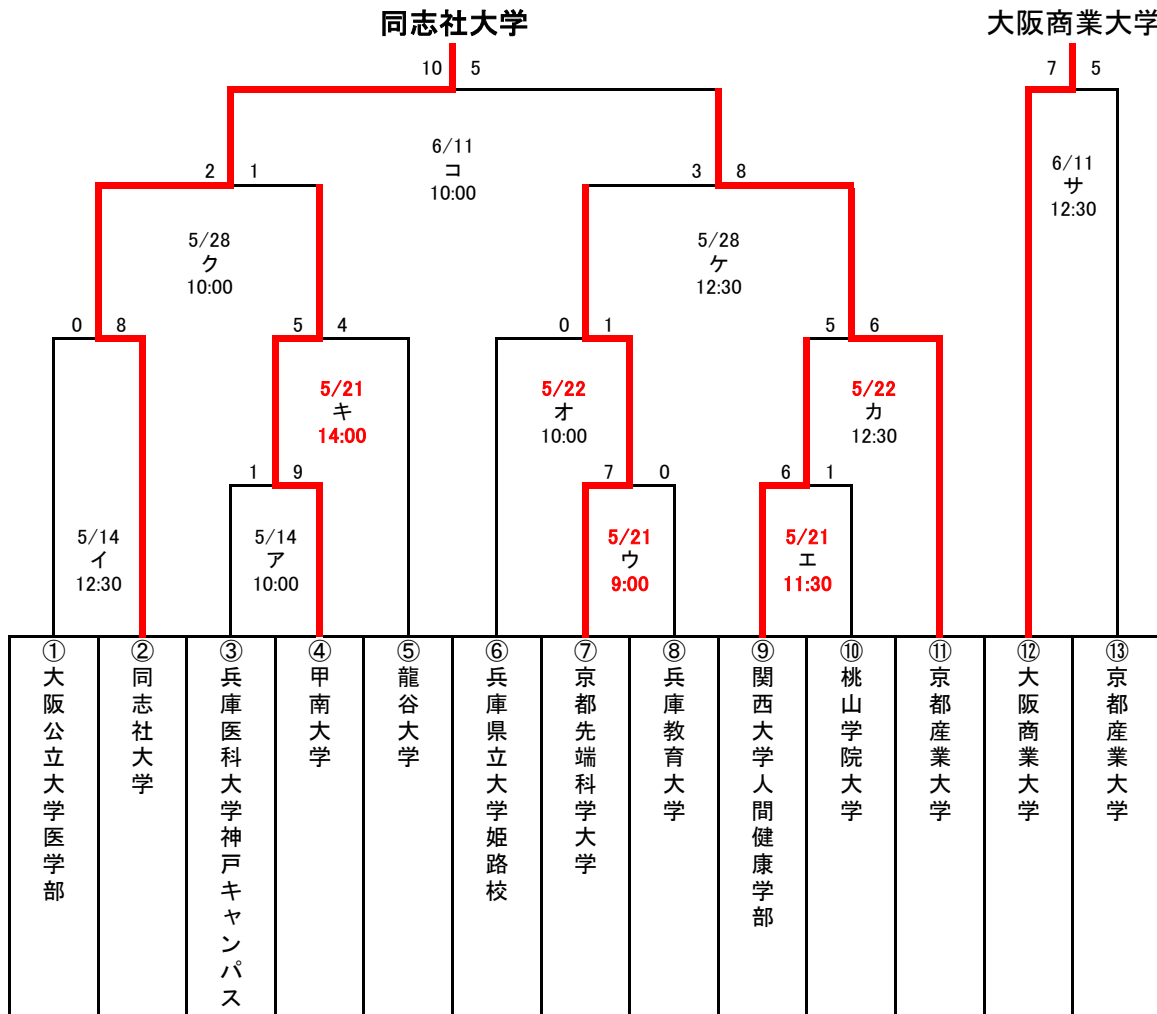 同志社大学
大阪商業大学
10 5
7 5
6/11
コ
10:00
6/11
サ
12:30
2 1
3 8
5/28
ク
10:00
5/28
ケ
12:30
0 8
5 4
0 1
5 6
5/21
キ
14:00
5/22
オ
10:00
5/22
カ
12:30
1 9
7 0
6 1
5/14
イ
12:30
5/14
ア
10:00
5/21
ウ
9:00
5/21
エ
11:30
①大阪公立大学医学部
②同志社大学
③兵庫医科大学神戸キャンパス
④甲南大学
⑤龍谷大学
⑥兵庫県立大学姫路校
⑦京都先端科学大学
⑧兵庫教育大学
⑨関西大学人間健康学部
⑩桃山学院大学
⑪京都産業大学
⑫大阪商業大学
⑬京都産業大学